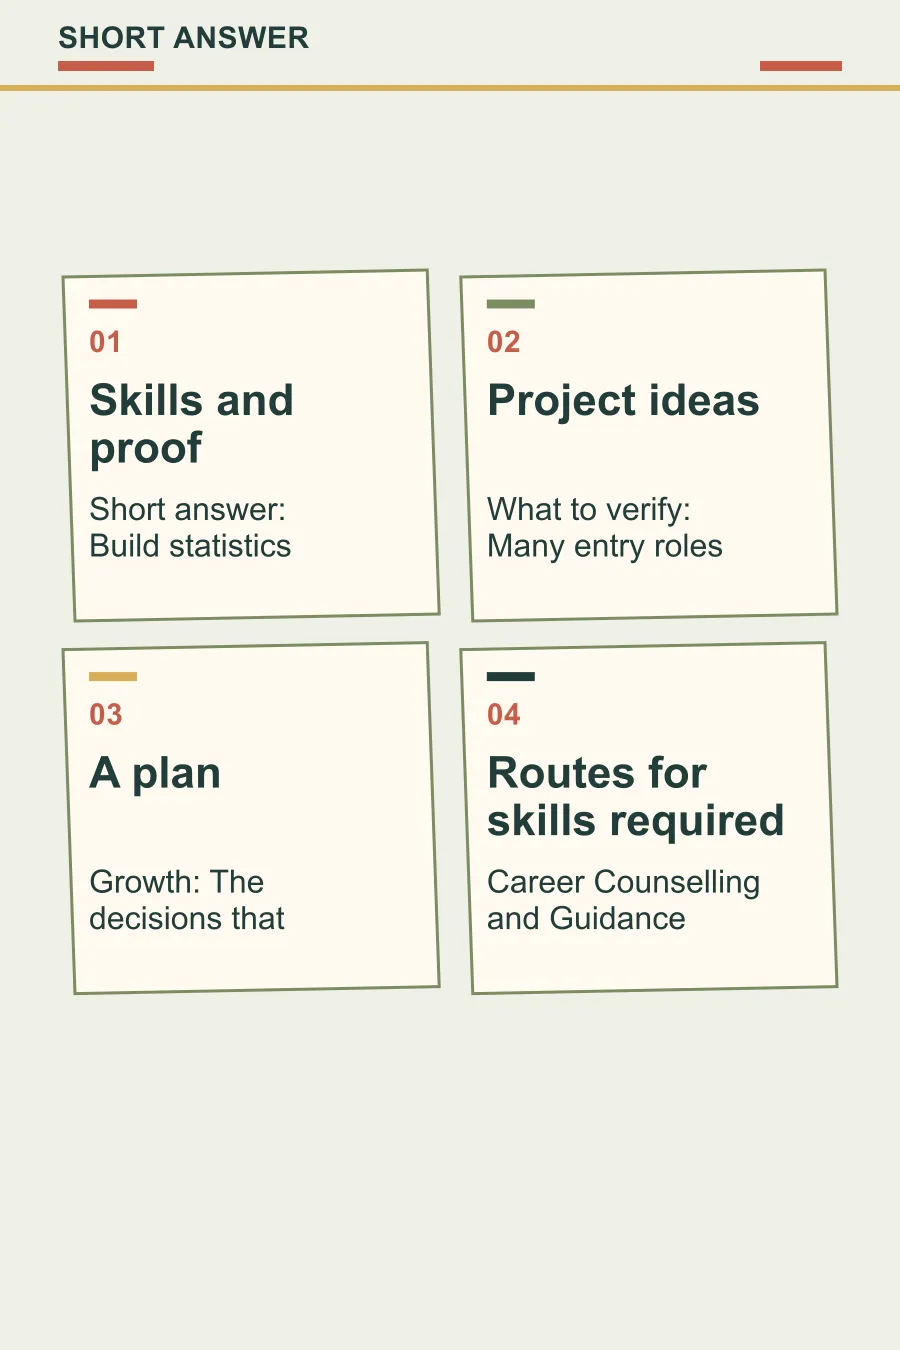 SHORT ANSWER
01
Skills and
proof
Short answer:
Build statistics
02
Project ideas
What to verify:
Many entry roles
03
A plan
Growth: The
decisions that
04
Routes for
skills required
Career Counselling
and Guidance